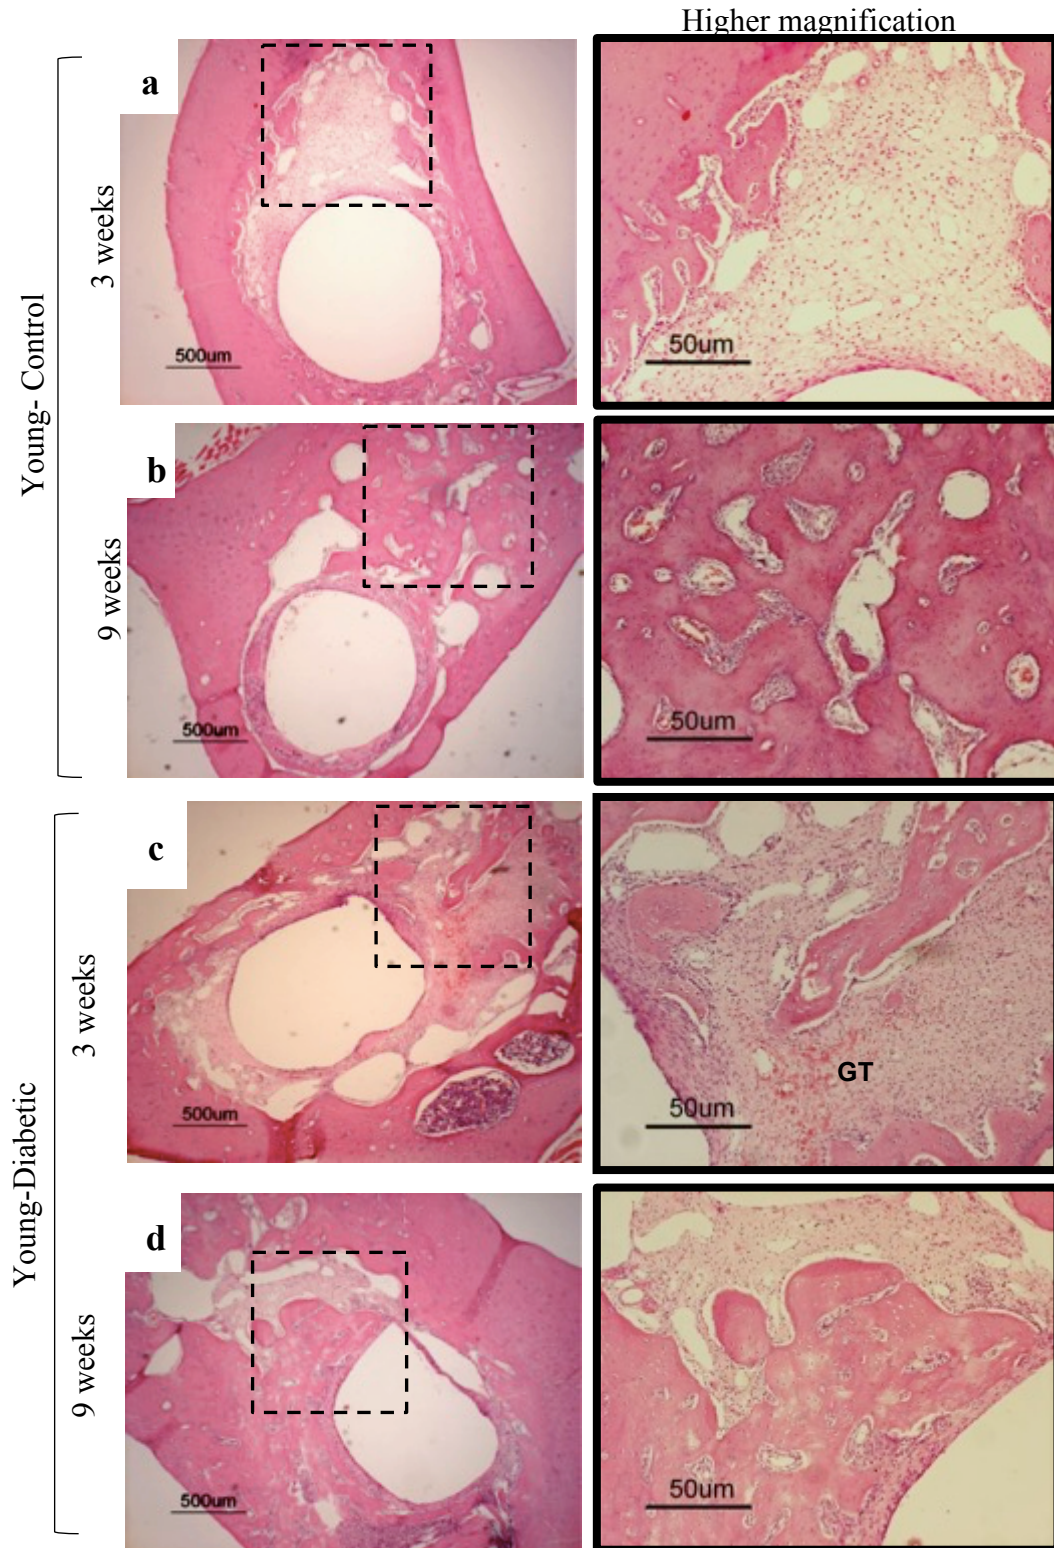 Higher magnification
Young- Control
3 weeks
a
500um
50um
9 weeks
b
500um
50um
Young-Diabetic
3 weeks
c
500um
GT
50um
9 weeks
d
500um
50um